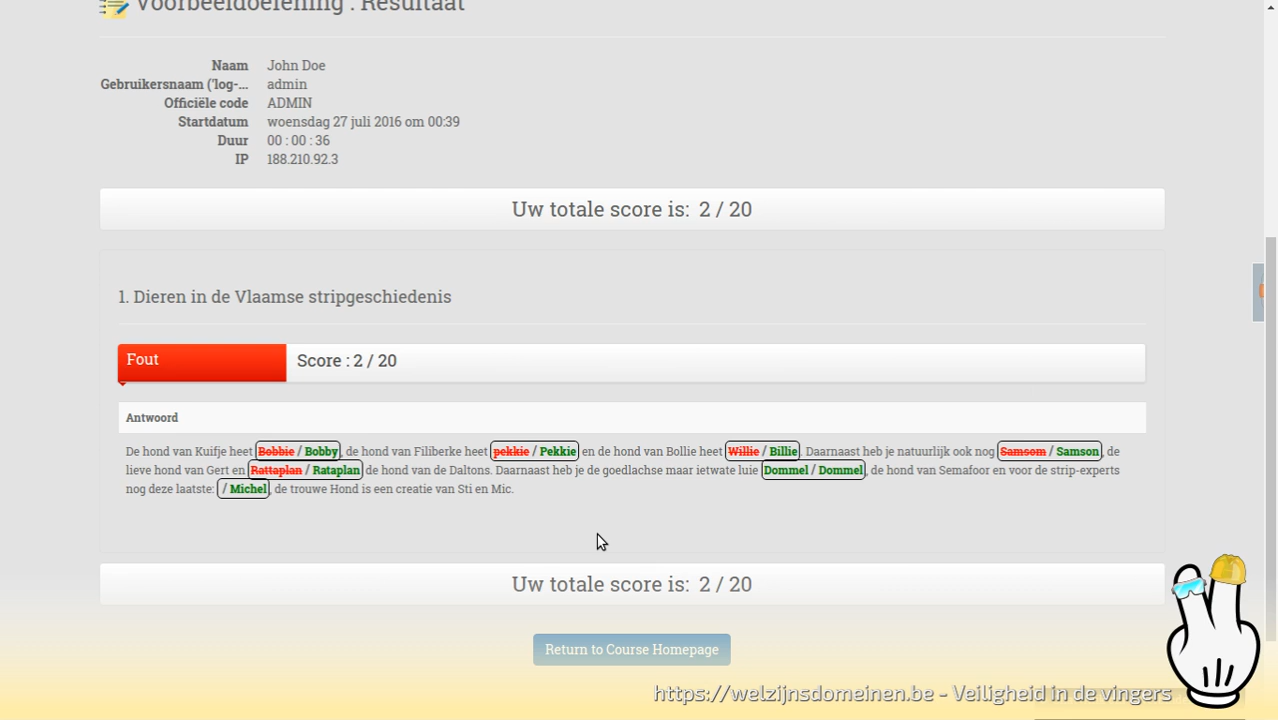 Voorbeeldoefening : Resultaat
Naam John Doe
Gebruikersnaam ('log-... admin
Officiële code ADMIN
Startdatum woensdag 27 juli 2016 om 00:39
Duur 00 : 00 : 36
IP 188.210.92.3
Uw totale score is: 2 / 20
1. Dieren in de Vlaamse stripgeschiedenis
Fout Score : 2 / 20
Antwoord
De hond van Kuifje heet Bobbie / Bobby, de hond van Filiberke heet pekkie / Pekkie en de hond van Bollie heet Willie / Billie. Daarnaast heb je natuurlijk ook nog Samsom / Samson, de
lieve hond van Gert en Rattaplan / Rataplan de hond van de Daltons. Daarnaast heb je de goedlachse maar ietwate luie Dommel / Dommel, de hond van Semafoor en voor de strip-experts
nog deze laatste: / Michel, de trouwe Hond is een creatie van Sti en Mic.
Uw totale score is: 2 / 20
Return to Course Homepage
https://welzijnsdomeinen.be - Veiligheid in de vingers